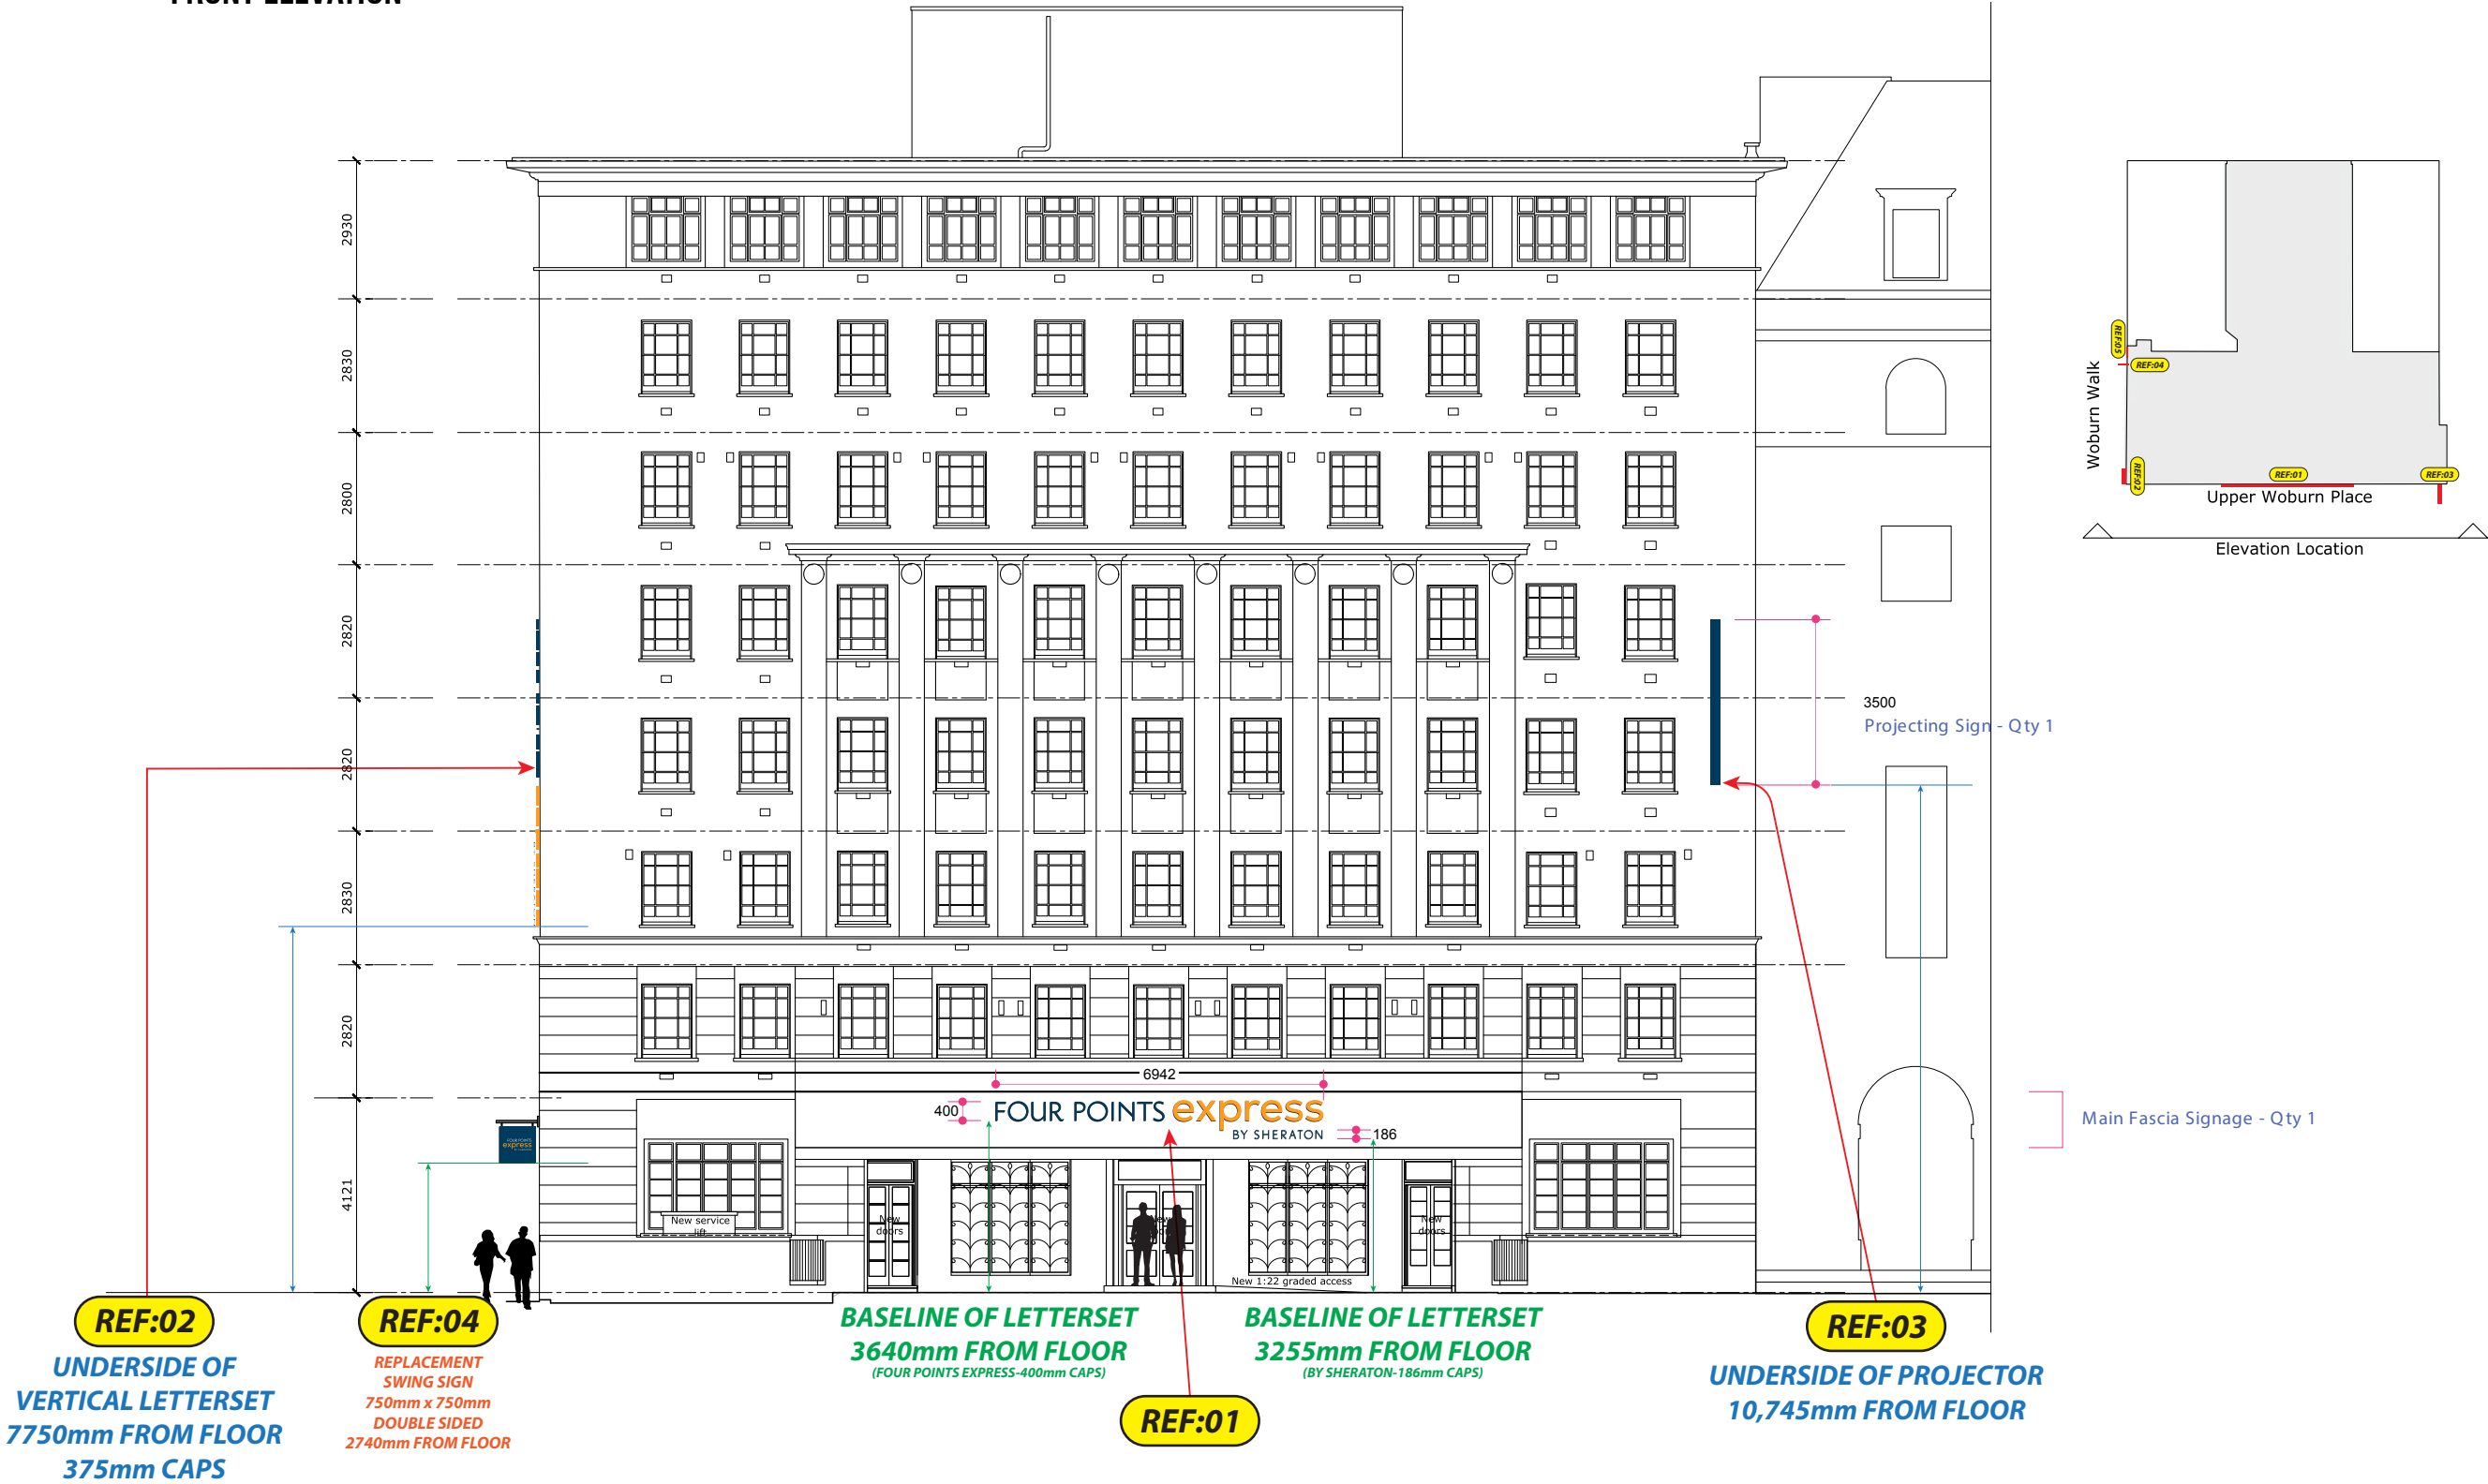 FRONT ELEVATION
2930
2830
2800
2820
2820
2830
2820
4121
REF:05
REF:04
Woburn Walk
REF:02
REF:01
REF:03
Upper Woburn Place
Elevation Location
3500
Projecting Sign - Qty 1
6942
400
FOUR POINTS express
BY SHERATON
186
Main Fascia Signage - Qty 1
FOUR POINTS
express
New service
lift
New
doors
New
doors
New 1:22 graded access
REF:02
UNDERSIDE OF
VERTICAL LETTERSET
7750mm FROM FLOOR
375mm CAPS
REF:04
REPLACEMENT
SWING SIGN
750mm x 750mm
DOUBLE SIDED
2740mm FROM FLOOR
BASELINE OF LETTERSET
3640mm FROM FLOOR
(FOUR POINTS EXPRESS-400mm CAPS)
BASELINE OF LETTERSET
3255mm FROM FLOOR
(BY SHERATON-186mm CAPS)
REF:01
REF:03
UNDERSIDE OF PROJECTOR
10,745mm FROM FLOOR